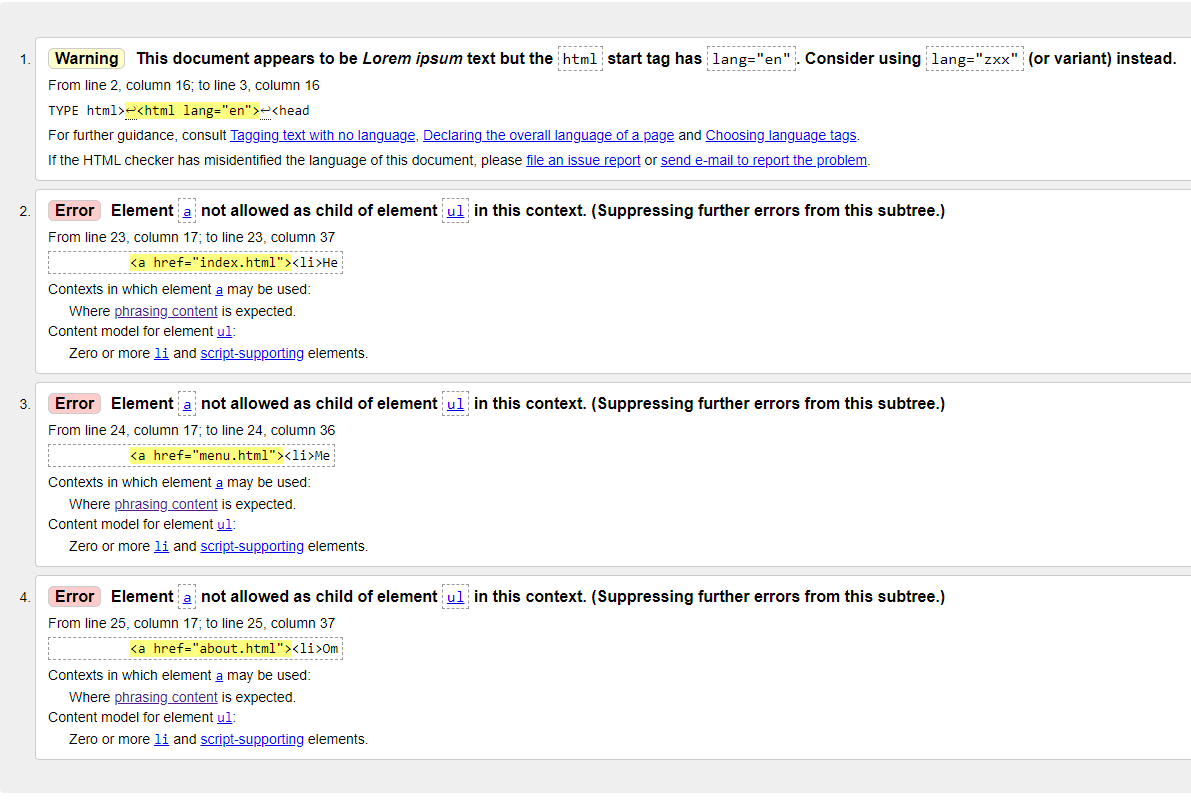 1. Warning This document appears to be Lorem ipsum text but the html start tag has lang="en". Consider using lang="zxx" (or variant) instead.
From line 2, column 16; to line 3, column 16
TYPE html>↩<html lang="en">↩<head
For further guidance, consult Tagging text with no language, Declaring the overall language of a page and Choosing language tags.
If the HTML checker has misidentified the language of this document, please file an issue report or send e-mail to report the problem.
2. Error Element a not allowed as child of element ul in this context. (Suppressing further errors from this subtree.)
From line 23, column 17; to line 23, column 37
<a href="index.html"><li>He
Contexts in which element a may be used:
Where phrasing content is expected.
Content model for element ul:
Zero or more li and script-supporting elements.
3. Error Element a not allowed as child of element ul in this context. (Suppressing further errors from this subtree.)
From line 24, column 17; to line 24, column 36
<a href="menu.html"><li>Me
Contexts in which element a may be used:
Where phrasing content is expected.
Content model for element ul:
Zero or more li and script-supporting elements.
4. Error Element a not allowed as child of element ul in this context. (Suppressing further errors from this subtree.)
From line 25, column 17; to line 25, column 37
<a href="about.html"><li>Om
Contexts in which element a may be used:
Where phrasing content is expected.
Content model for element ul:
Zero or more li and script-supporting elements.